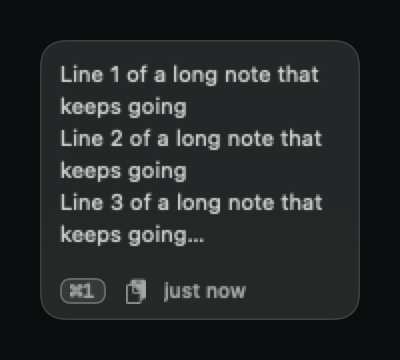 Line 1 of a long note that
keeps going
Line 2 of a long note that
keeps going
Line 3 of a long note that
keeps going...
⌘1 just now